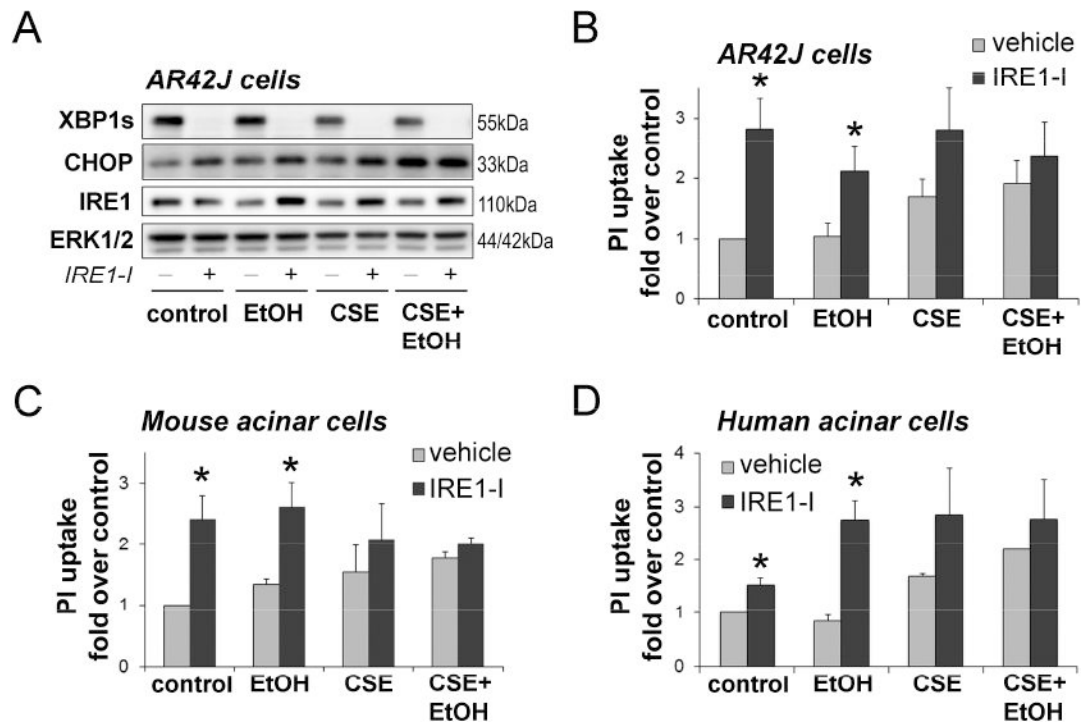 A
AR42J cells
XBP1s
55kDa
CHOP
33kDa
IRE1
110kDa
ERK1/2
44/42kDa
IRE1-I
– + – + – + – +
control EtOH CSE CSE+
EtOH
B
AR42J cells
vehicle
IRE1-I
PI uptake
fold over control
3
2
1
0
*
*
control EtOH CSE CSE+
EtOH
C
Mouse acinar cells
vehicle
IRE1-I
PI uptake
fold over control
3
2
1
0
*
*
control EtOH CSE CSE+
EtOH
D
Human acinar cells
vehicle
IRE1-I
PI uptake
fold over control
4
3
2
1
0
*
*
control EtOH CSE CSE+
EtOH